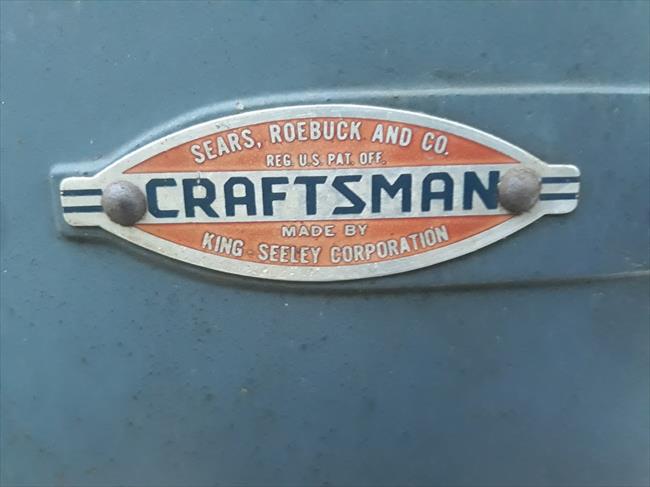 SEARS, ROEBUCK AND CO.
REG. U.S. PAT. OFF.
CRAFTSMAN
MADE BY
KING - SEELEY CORPORATION